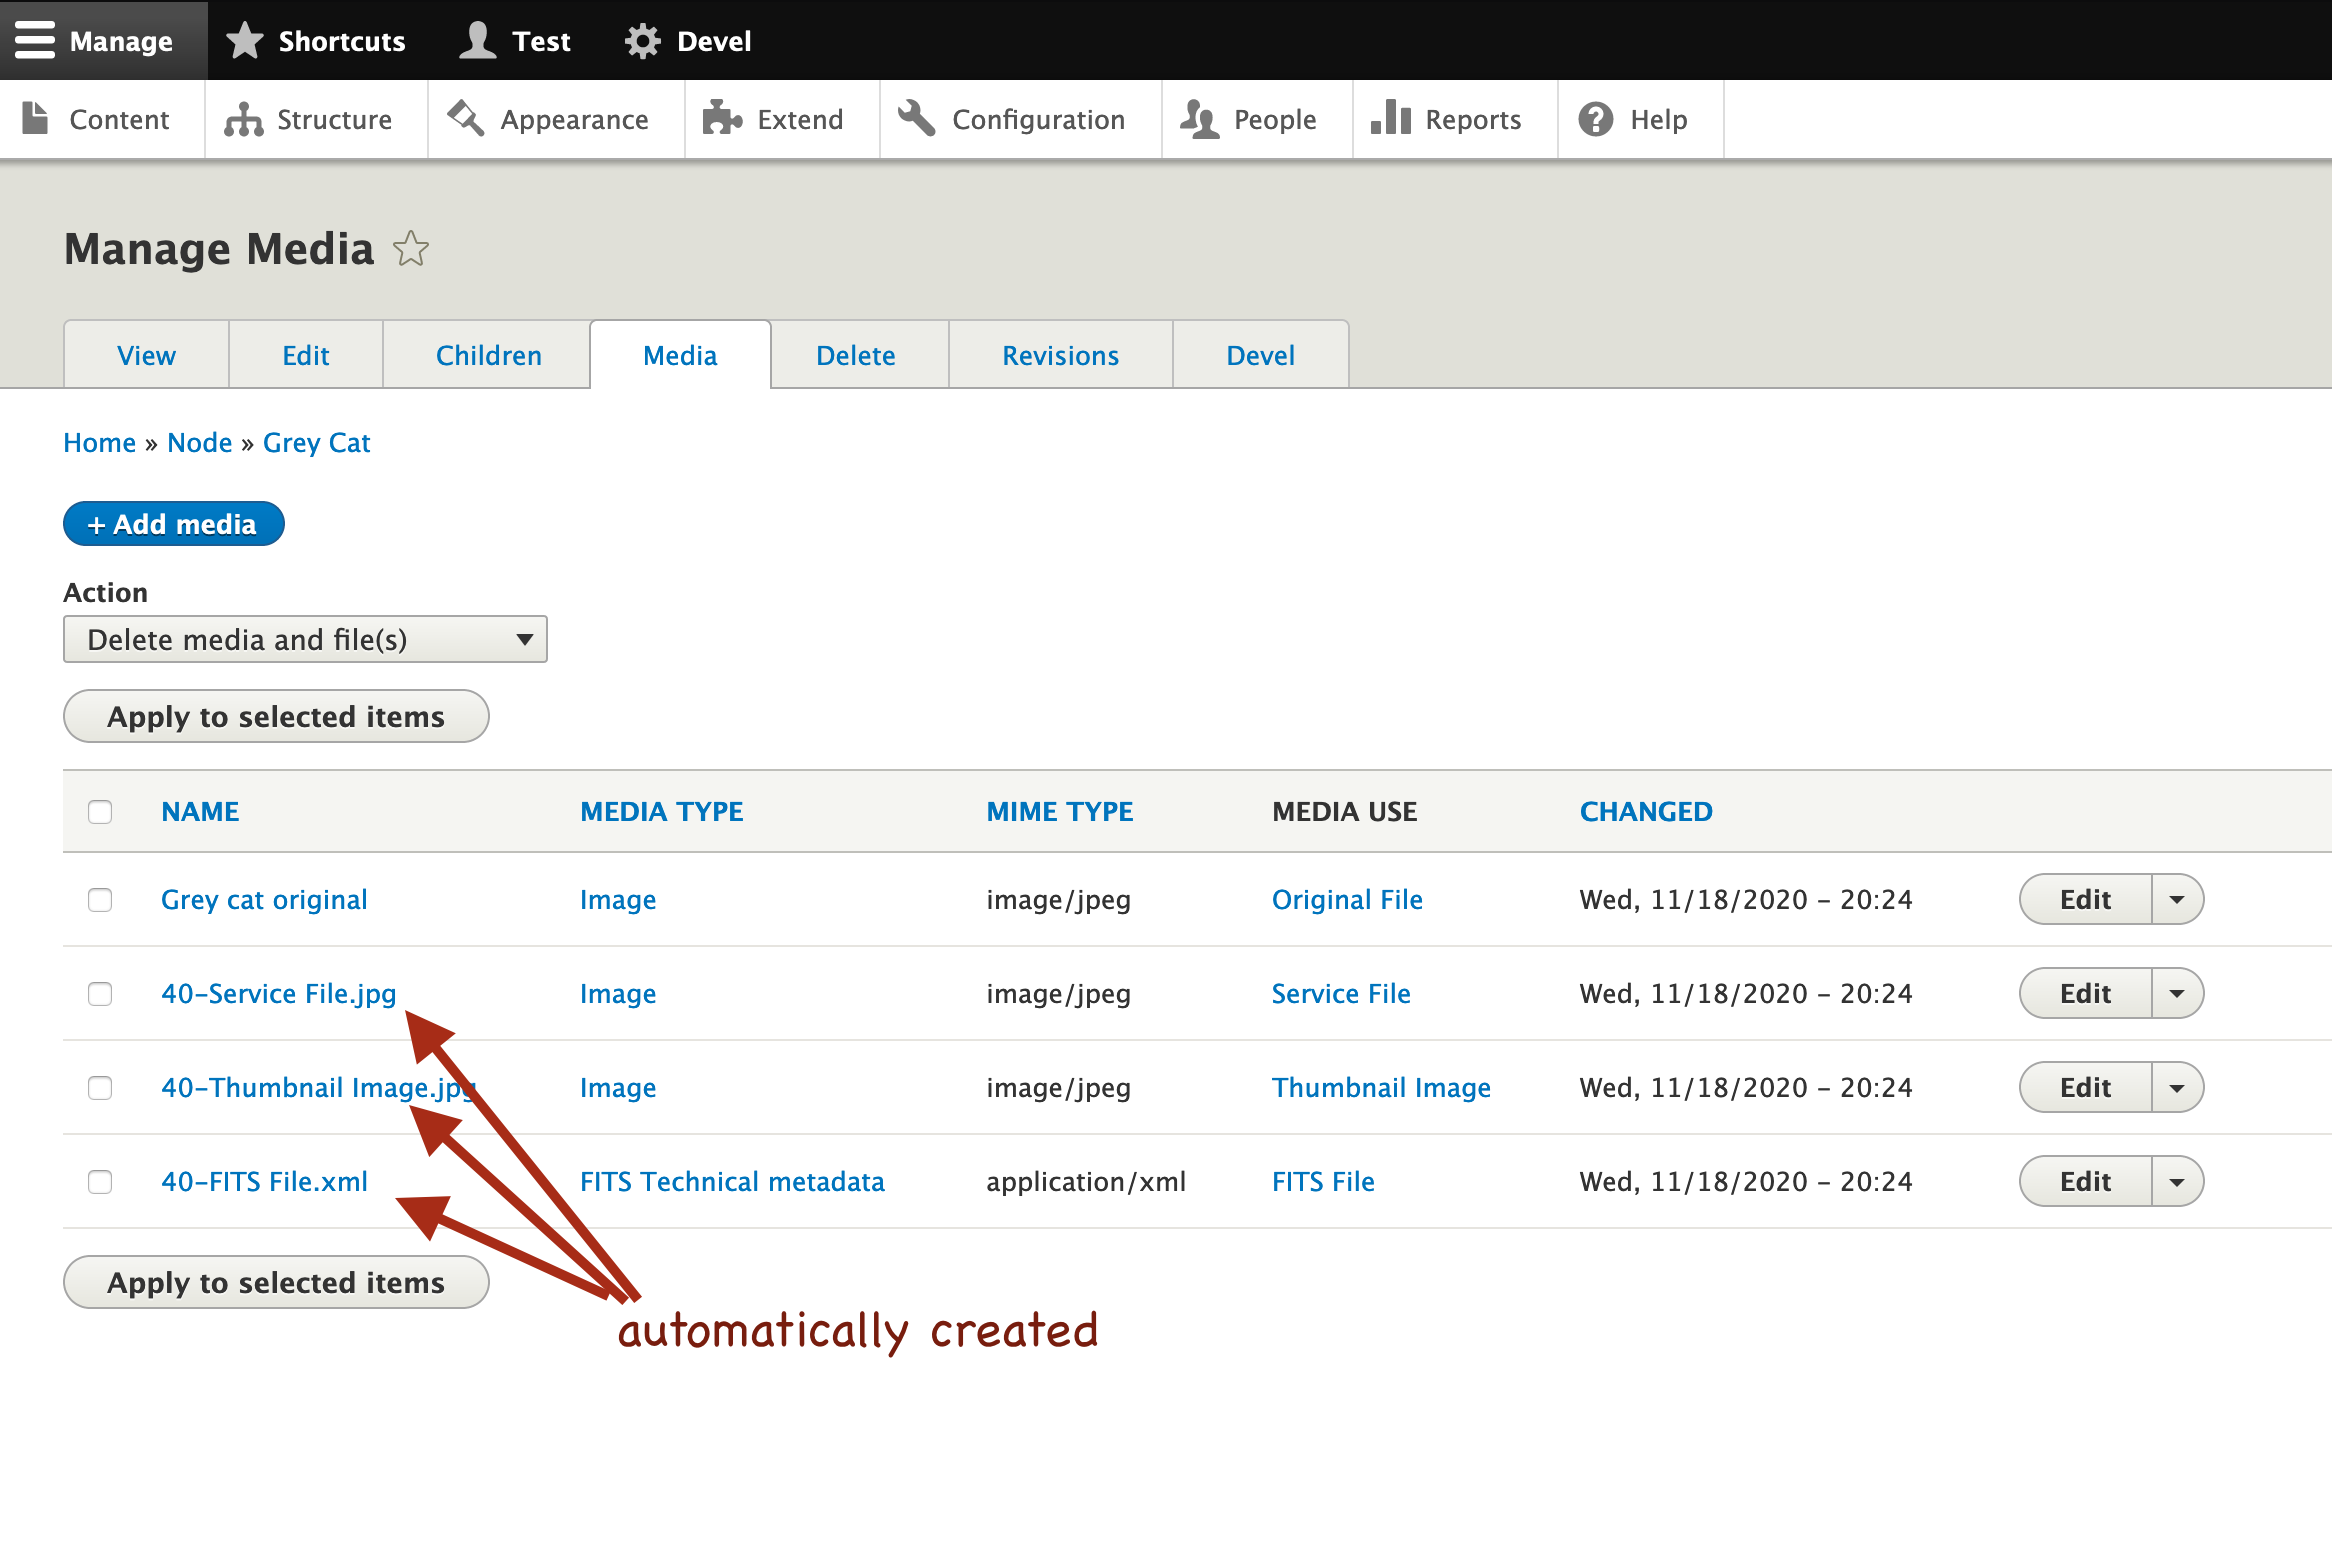 Manage Shortcuts Test Devel
Content Structure Appearance Extend Configuration People Reports Help
Manage Media
View Edit Children Media Delete Revisions Devel
Home » Node » Grey Cat
+ Add media
Action
Delete media and file(s)
Apply to selected items
NAME MEDIA TYPE MIME TYPE MEDIA USE CHANGED
Grey cat original Image image/jpeg Original File Wed, 11/18/2020 - 20:24 Edit
40-Service File.jpg Image image/jpeg Service File Wed, 11/18/2020 - 20:24 Edit
40-Thumbnail Image.jpg Image image/jpeg Thumbnail Image Wed, 11/18/2020 - 20:24 Edit
40-FITS File.xml FITS Technical metadata application/xml FITS File Wed, 11/18/2020 - 20:24 Edit
Apply to selected items
automatically created